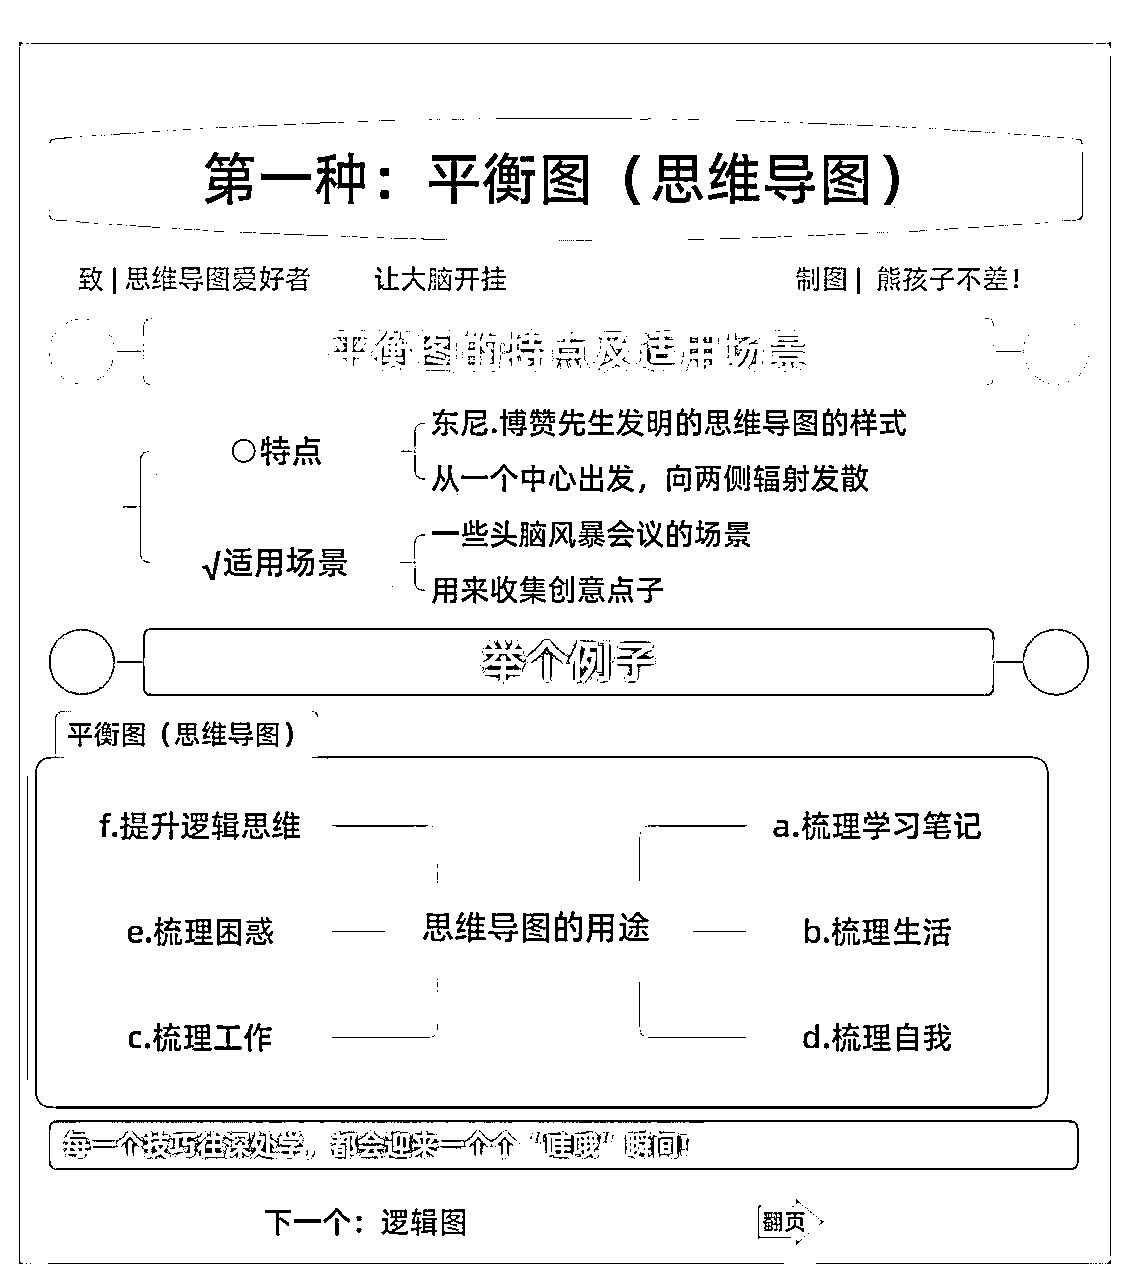 第一种：平衡图（思维导图）
致 | 思维导图爱好者 让大脑开挂 制图 | 熊孩子不差！
平衡图的特点及适用场景
○特点
东尼.博赞先生发明的思维导图的样式
从一个中心出发，向两侧辐射发散
√适用场景
一些头脑风暴会议的场景
用来收集创意点子
举个例子
平衡图（思维导图）
f.提升逻辑思维
a.梳理学习笔记
e.梳理困惑
思维导图的用途
b.梳理生活
c.梳理工作
d.梳理自我
每一个技巧往深处学，都会迎来一个个“哇哦”瞬间!
下一个：逻辑图
翻页